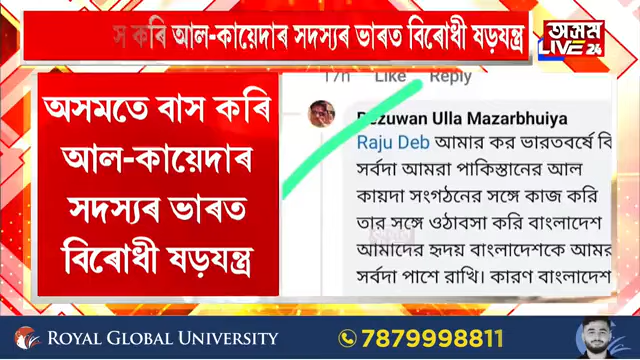 স কৰি আল-কায়েদাৰ সদস্যৰ ভাৰত বিৰোধী ষড়যন্ত্ৰ
অসম
LIVE 24
অসমতে বাস কৰি
আল-কায়েদাৰ
সদস্যৰ ভাৰত
বিৰোধী ষড়যন্ত্ৰ
17h Like Reply
Rezuwan Ulla Mazarbhuiya
Raju Deb আমার কর ভারতবর্ষে বি
সর্বদা আমরা পাকিস্তানের আল
কায়দা সংগঠনের সঙ্গে কাজ করি
তার সঙ্গে ওঠাবসা করি বাংলাদেশ
আমাদের হৃদয় বাংলাদেশকে আমর
সর্বদা পাশে রাখি। কারণ বাংলাদেশ
ROYAL GLOBAL UNIVERSITY
7879998811